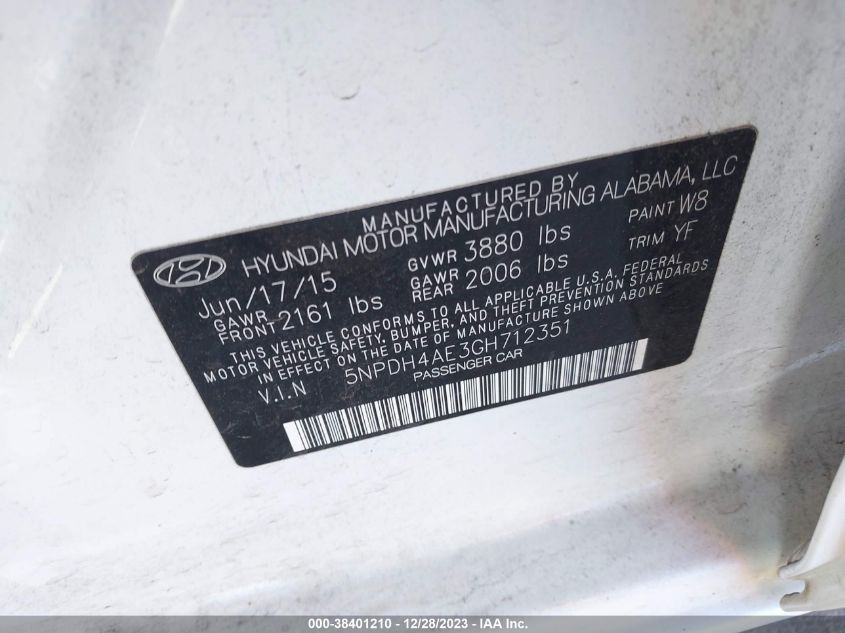 MANUFACTURED BY
HYUNDAI MOTOR MANUFACTURING ALABAMA, LLC
Jun/17/15 GVWR 3880 lbs PAINT W8
GAWR FRONT 2161 lbs GAWR REAR 2006 lbs TRIM YF
THIS VEHICLE CONFORMS TO ALL APPLICABLE U.S.A. FEDERAL
MOTOR VEHICLE SAFETY, BUMPER, AND THEFT PREVENTION STANDARDS
IN EFFECT ON THE DATE OF MANUFACTURE SHOWN ABOVE
V.I.N 5NPDH4AE3GH712351
PASSENGER CAR
000-38401210 - 12/28/2023 - IAA Inc.